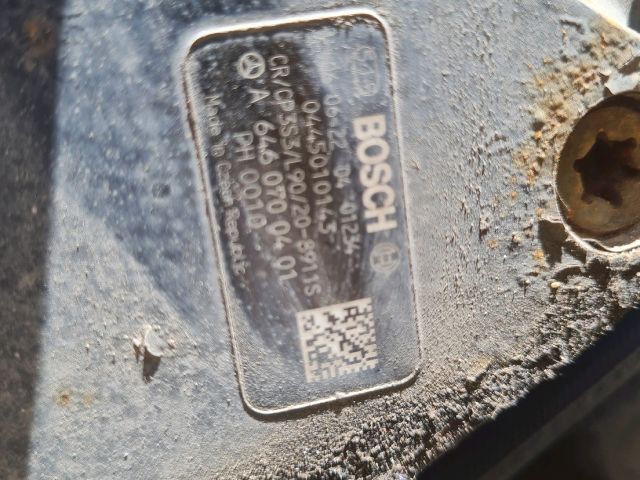 BOSCH
06.22 04 01234
0445010143
CR/CP3S3/L90/20-8911S
A 646 070 04 01
PH 0010
Made in Czech Republic